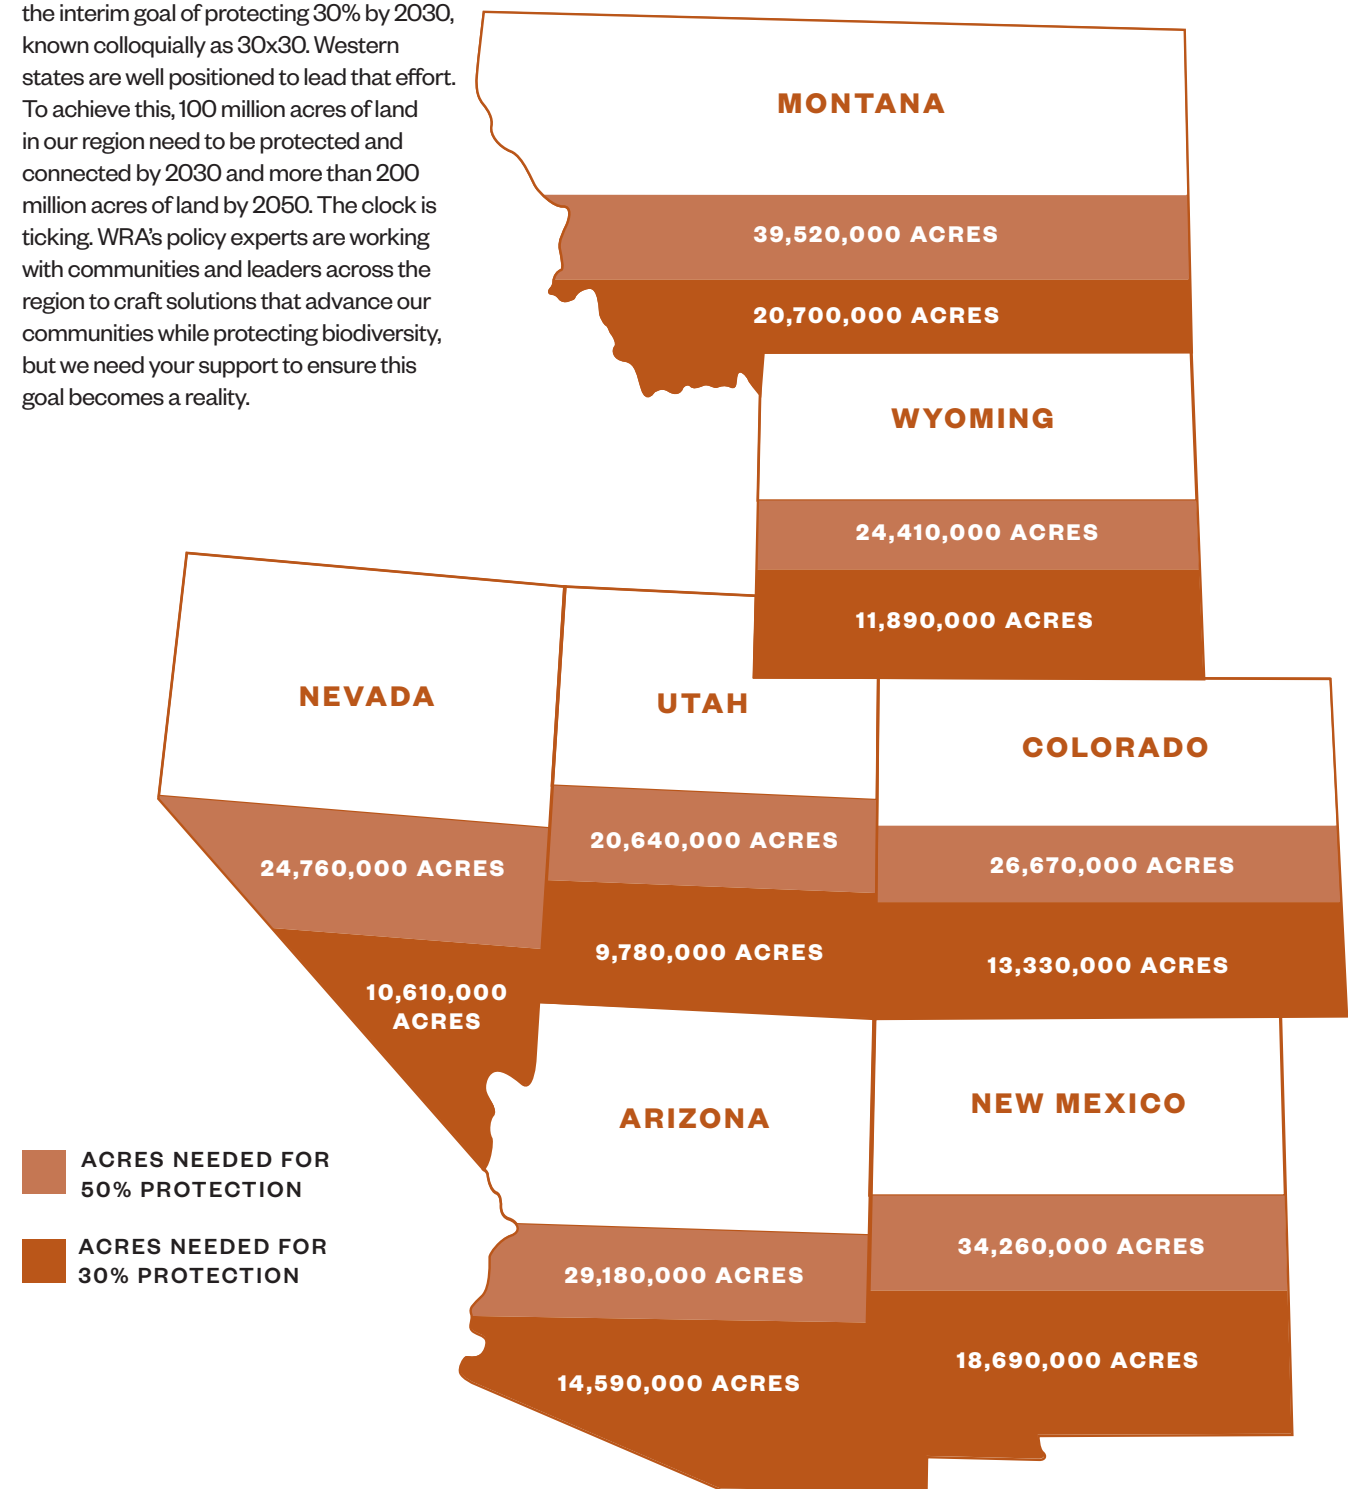 the interim goal of protecting 30% by 2030,
known colloquially as 30x30. Western
states are well positioned to lead that effort.
To achieve this, 100 million acres of land
in our region need to be protected and
connected by 2030 and more than 200
million acres of land by 2050. The clock is
ticking. WRA's policy experts are working
with communities and leaders across the
region to craft solutions that advance our
communities while protecting biodiversity,
but we need your support to ensure this
goal becomes a reality.
MONTANA
39,520,000 ACRES
20,700,000 ACRES
WYOMING
24,410,000 ACRES
11,890,000 ACRES
NEVADA
24,760,000 ACRES
10,610,000
ACRES
UTAH
20,640,000 ACRES
9,780,000 ACRES
COLORADO
26,670,000 ACRES
13,330,000 ACRES
ARIZONA
29,180,000 ACRES
14,590,000 ACRES
NEW MEXICO
34,260,000 ACRES
18,690,000 ACRES
ACRES NEEDED FOR
50% PROTECTION
ACRES NEEDED FOR
30% PROTECTION